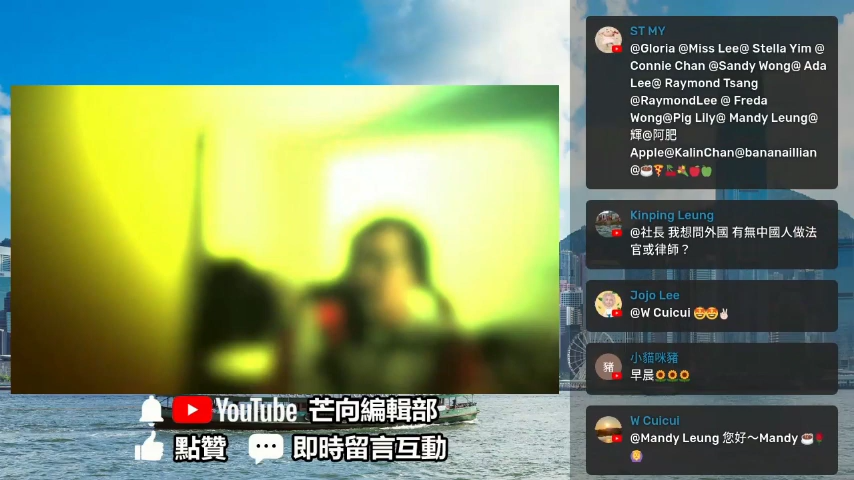 ST MY
@Gloria @Miss Lee@ Stella Yim @
Connie Chan @Sandy Wong@ Ada
Lee@ Raymond Tsang
@RaymondLee @ Freda
Wong@Pig Lily@ Mandy Leung@
輝@阿肥
Apple@KalinChan@bananaillian
@☕🍕🍒💐🍎🍏
Kinping Leung
@社長 我想問外國 有無中國人做法
官或律師？
Jojo Lee
@W Cuicui 🤩🤩✌🏻
豬
小貓咪豬
早晨🌻🌻🌻
W Cuicui
@Mandy Leung 您好～Mandy ☕🌹
YouTube 芒向編輯部
點贊 即時留言互動